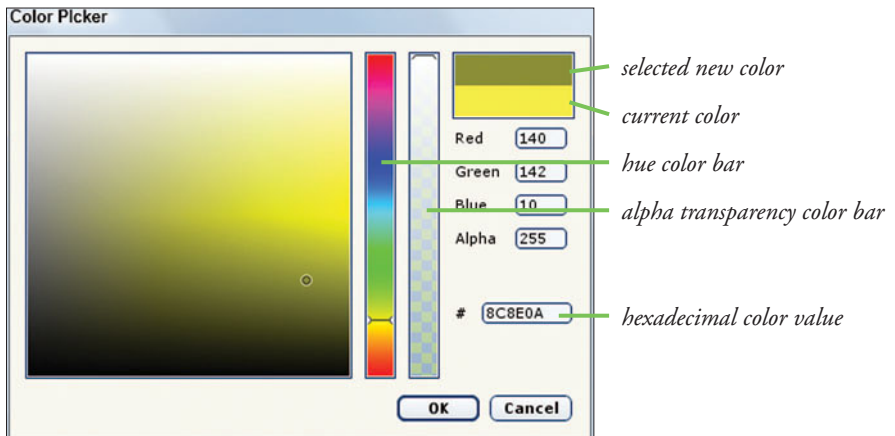 Color Picker
selected new color
current color
Red 140
hue color bar
Green 142
Blue 10
alpha transparency color bar
Alpha 255
# 8C8E0A
hexadecimal color value
OK Cancel